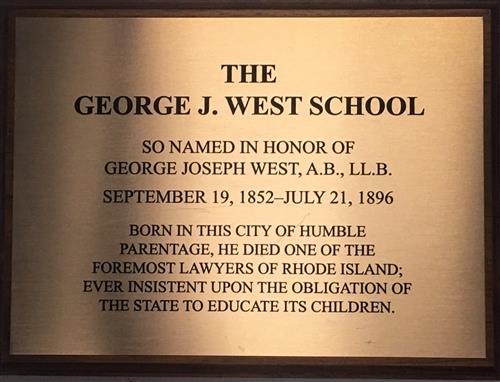 THE
GEORGE J. WEST SCHOOL
SO NAMED IN HONOR OF
GEORGE JOSEPH WEST, A.B., LL.B.
SEPTEMBER 19, 1852–JULY 21, 1896
BORN IN THIS CITY OF HUMBLE
PARENTAGE, HE DIED ONE OF THE
FOREMOST LAWYERS OF RHODE ISLAND;
EVER INSISTENT UPON THE OBLIGATION OF
THE STATE TO EDUCATE ITS CHILDREN.